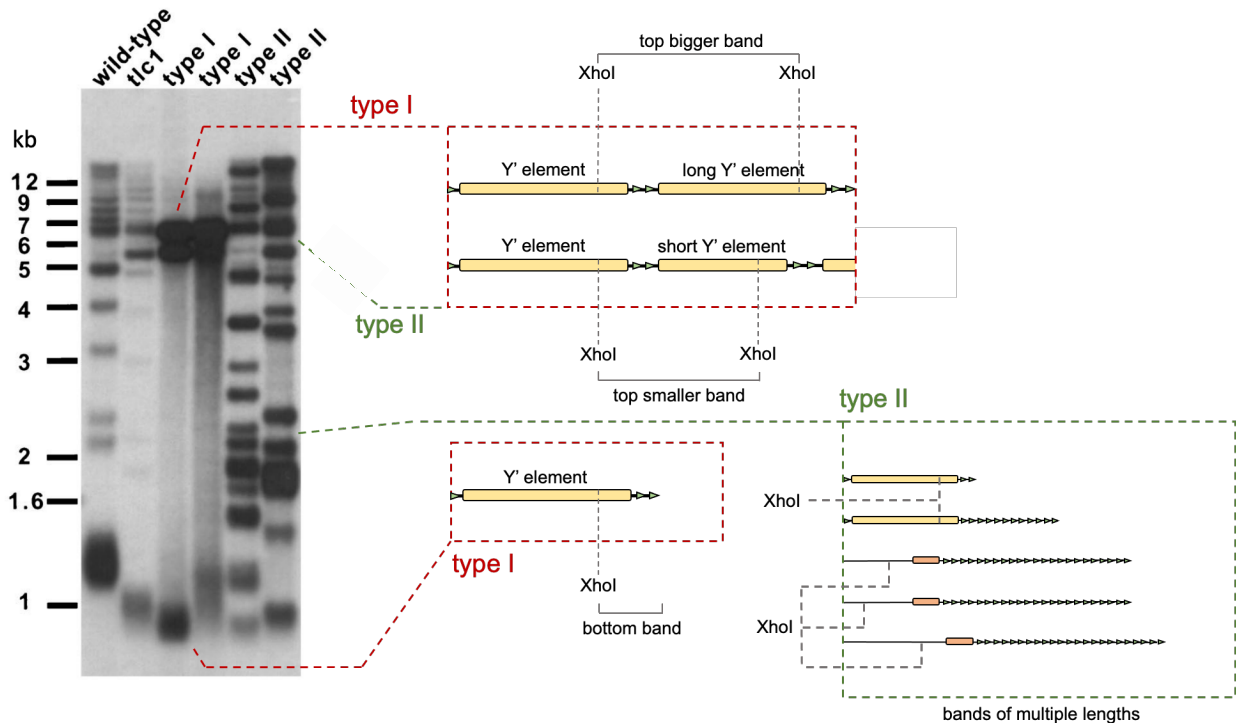 wild-type
tlc1
type I
type I
type II
type II
kb
12
9
7
6
5
4
3
2
1.6
1
type I
type II
top bigger band
XhoI
XhoI
Y’ element
long Y’ element
Y’ element
short Y’ element
XhoI
XhoI
top smaller band
Y’ element
type I
XhoI
bottom band
type II
XhoI
XhoI
bands of multiple lengths